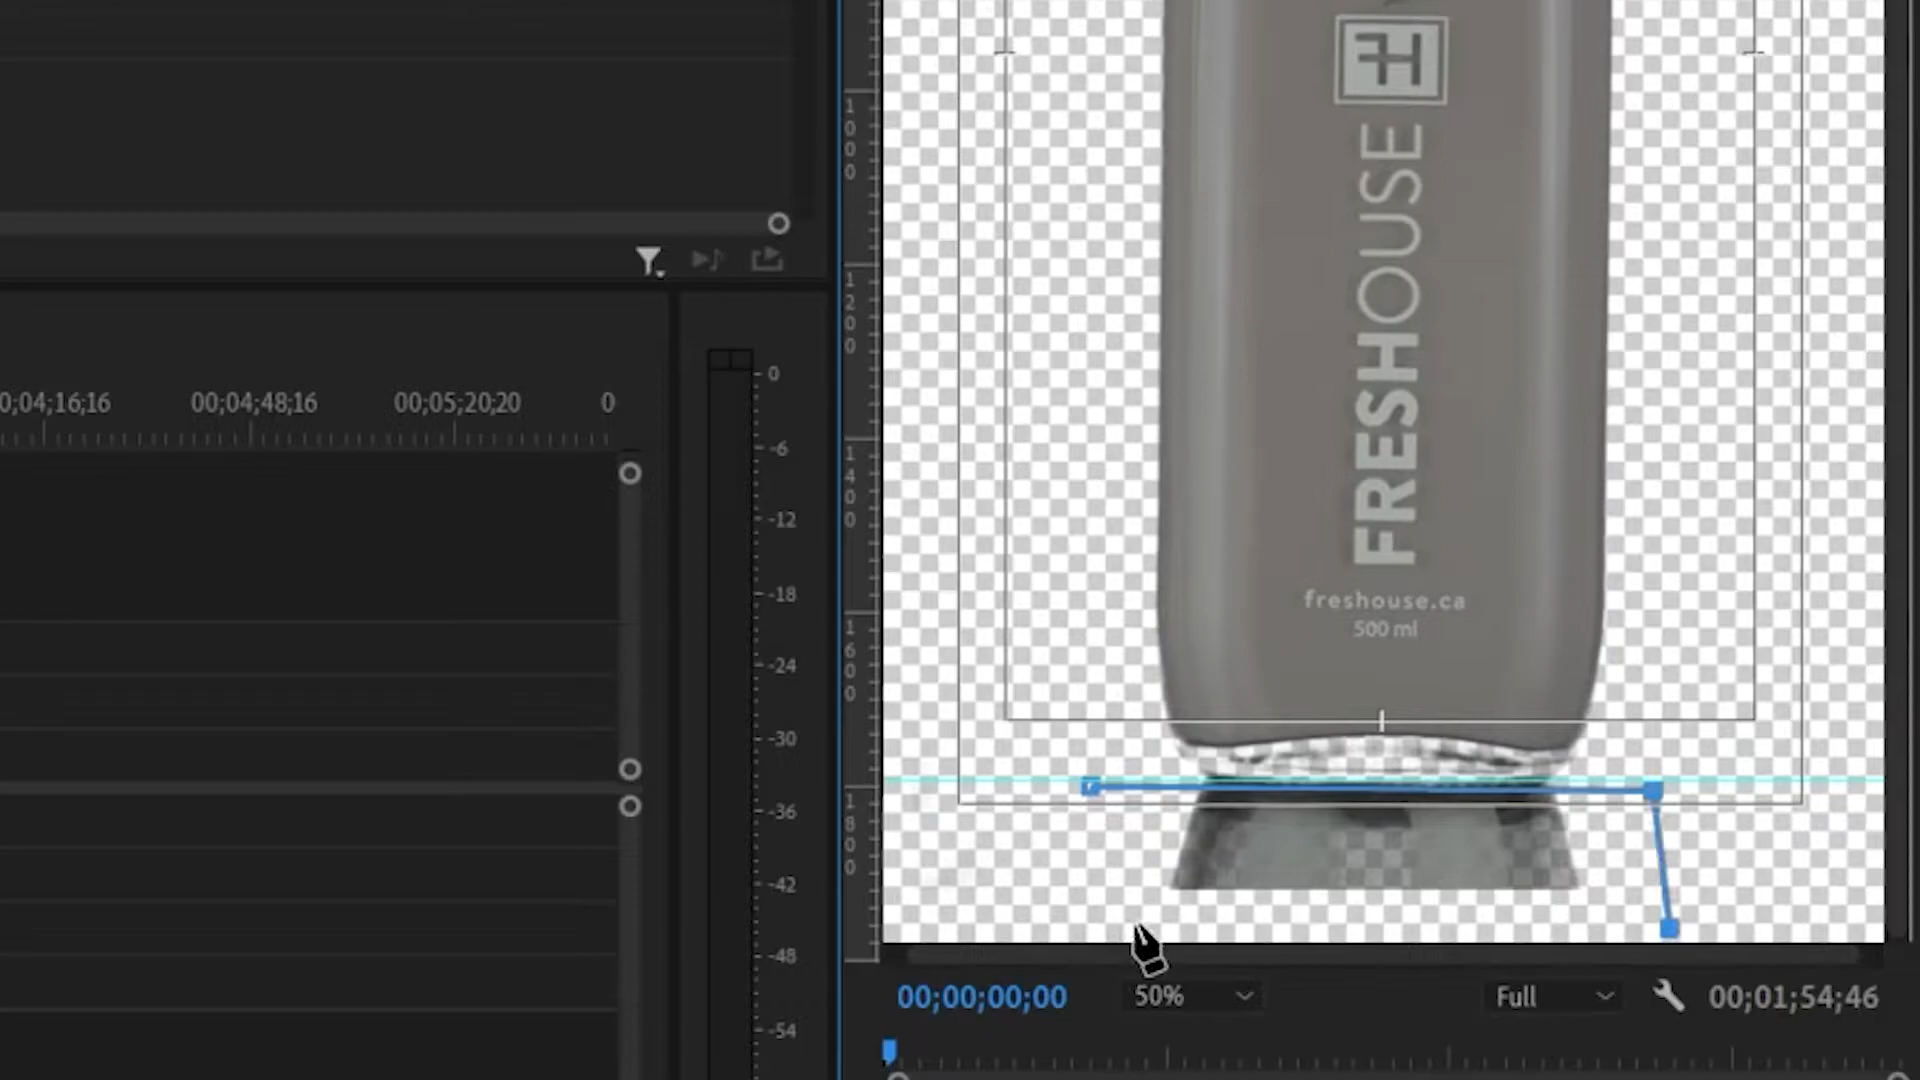 FH
FRESHOUSE
freshouse.ca
500 ml
1000
1200
1400
1600
1800
0;04;16;16 00;04;48;16 00;05;20;20 0
0
-6
-12
-18
-24
-30
-36
-42
-48
-54
00;00;00;00 50% Full 00;01;54;46